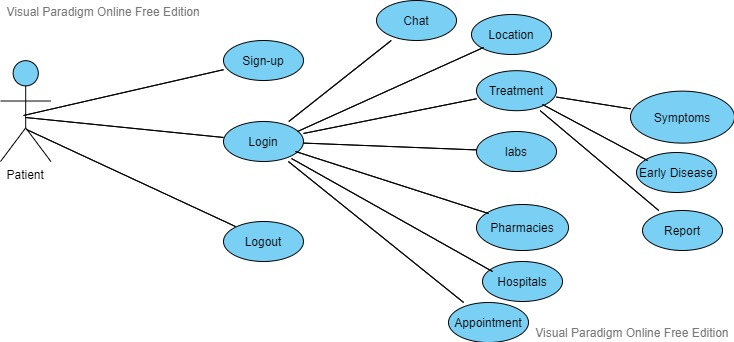 Visual Paradigm Online Free Edition
Chat
Location
Sign-up
Treatment
Symptoms
Login
labs
Early Disease
Patient
Pharmacies
Report
Logout
Hospitals
Appointment
Visual Paradigm Online Free Edition